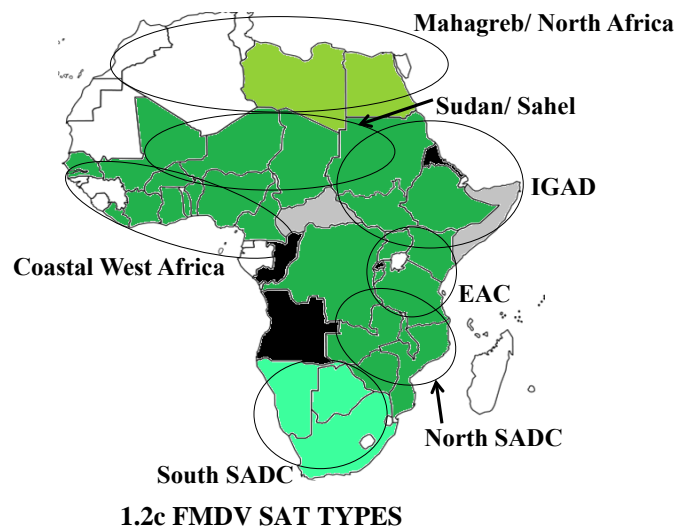 Mahagreb/ North Africa
Sudan/ Sahel
IGAD
Coastal West Africa
EAC
North SADC
South SADC
1.2c FMDV SAT TYPES